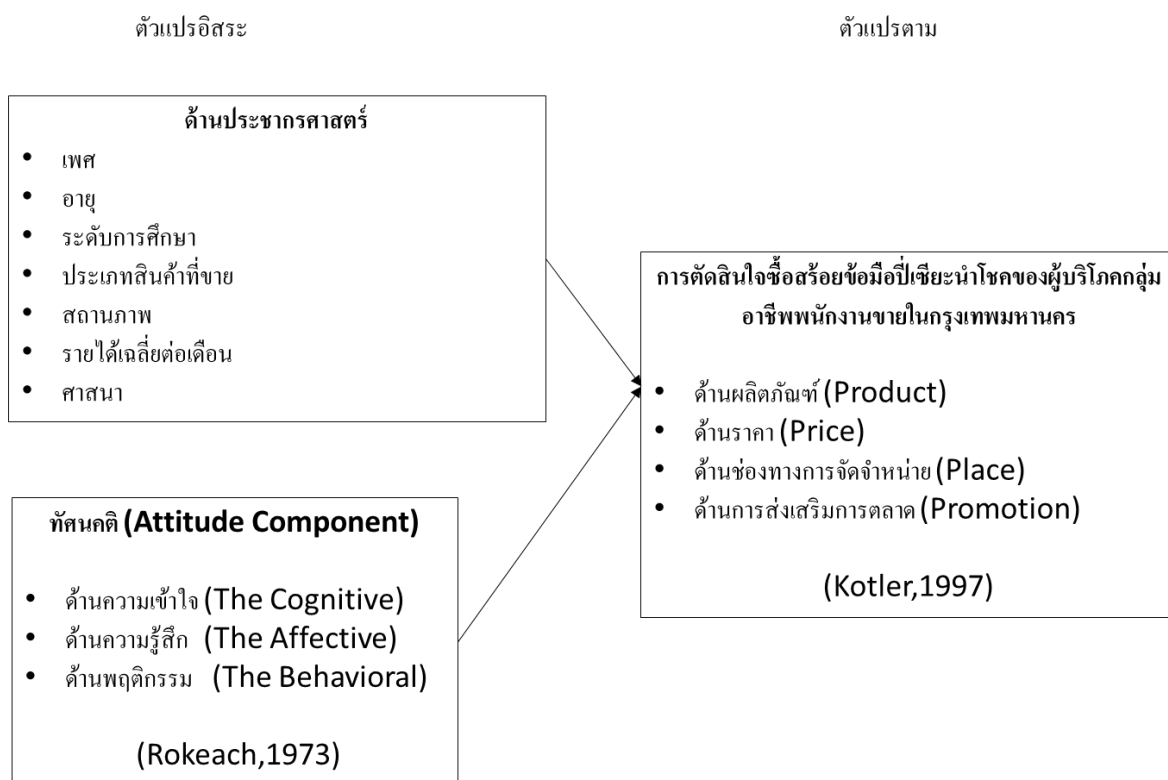 ตัวแปรอิสระ
ตัวแปรตาม
ด้านประชากรศาสตร์
• เพศ
• อายุ
• ระดับการศึกษา
• ประเภทสินค้าที่ขาย
• สถานภาพ
• รายได้เฉลี่ยต่อเดือน
• ศาสนา
ทัศนคติ (Attitude Component)
• ด้านความเข้าใจ (The Cognitive)
• ด้านความรู้สึก (The Affective)
• ด้านพฤติกรรม (The Behavioral)
(Rokeach,1973)
การตัดสินใจซื้อสร้อยข้อมือปี่เซียะนำโชคของผู้บริโภคกลุ่ม
อาชีพพนักงานขายในกรุงเทพมหานคร
• ด้านผลิตภัณฑ์ (Product)
• ด้านราคา (Price)
• ด้านช่องทางการจัดจำหน่าย (Place)
• ด้านการส่งเสริมการตลาด (Promotion)
(Kotler,1997)